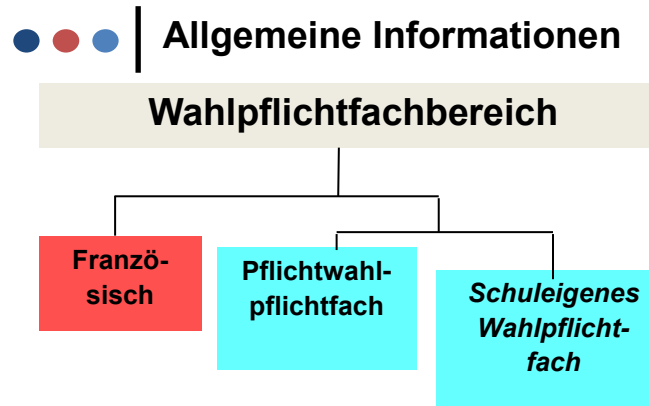 Allgemeine Informationen
Wahlpflichtfachbereich
Franzö-
sisch
Pflichtwahl-
pflichtfach
Schuleigenes
Wahlpflicht-
fach